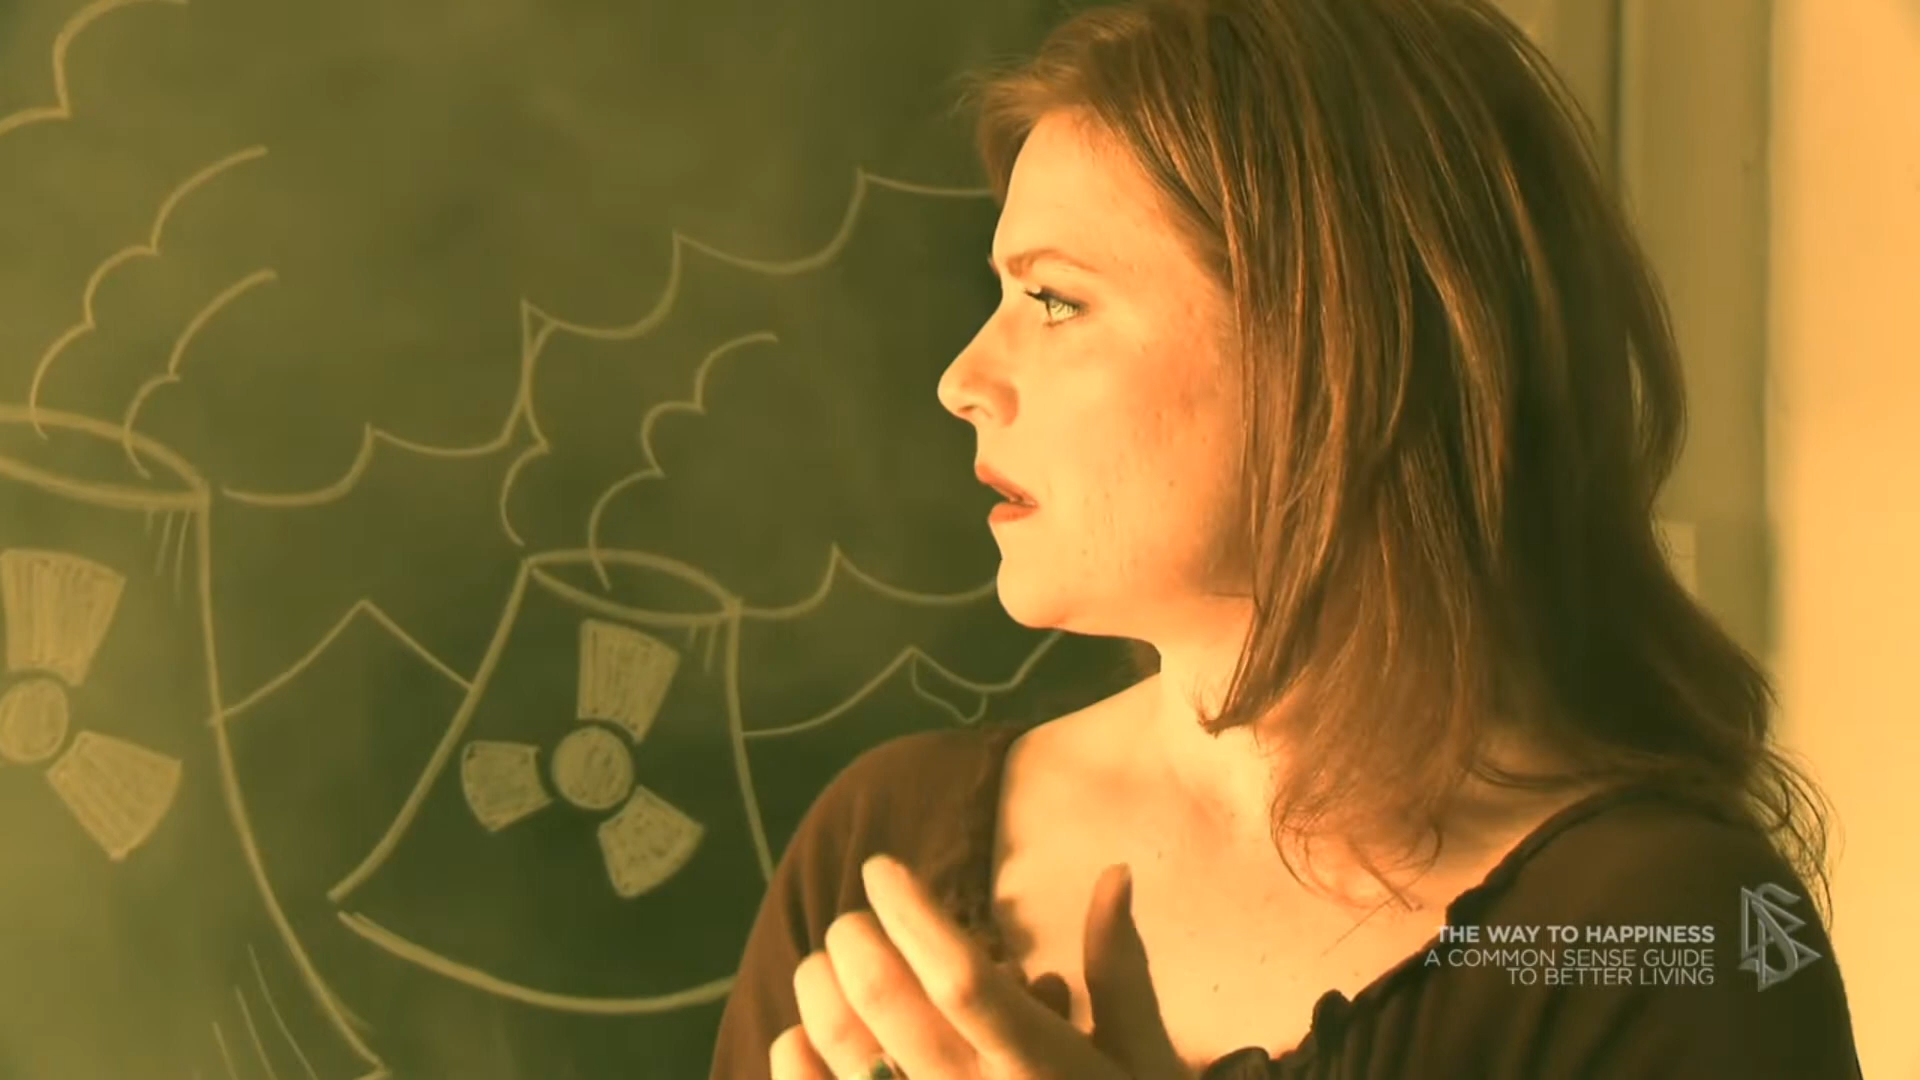 THE WAY TO HAPPINESS
A COMMON SENSE GUIDE
TO BETTER LIVING